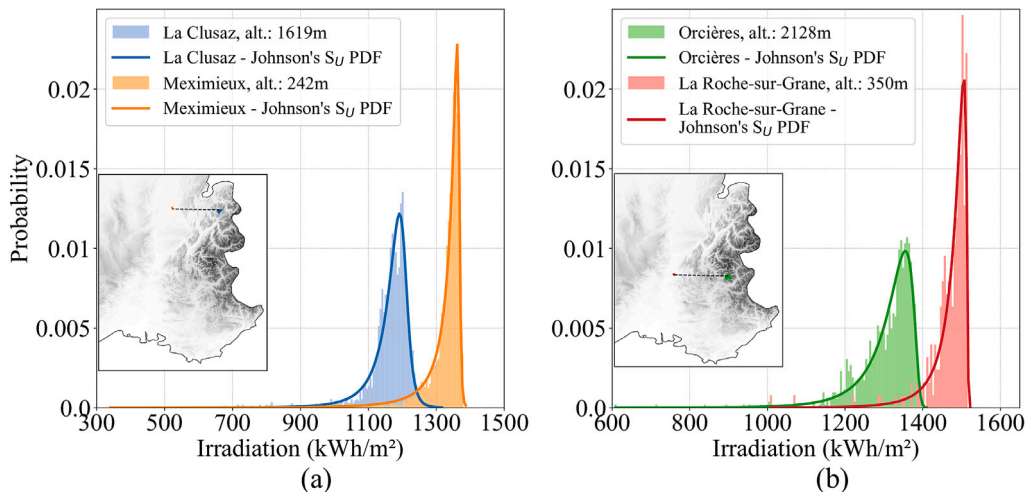 La Clusaz, alt.: 1619m
La Clusaz - Johnson's S_U PDF
Meximieux, alt.: 242m
Meximieux - Johnson's S_U PDF
Probability
0.02
0.015
0.01
0.005
0.0
300
500
700
900
1100
1300
1500
Irradiation (kWh/m²)
(a)
Orcières, alt.: 2128m
Orcières - Johnson's S_U PDF
La Roche-sur-Grane, alt.: 350m
La Roche-sur-Grane -
Johnson's S_U PDF
0.02
0.015
0.01
0.005
0.0
600
800
1000
1200
1400
1600
Irradiation (kWh/m²)
(b)